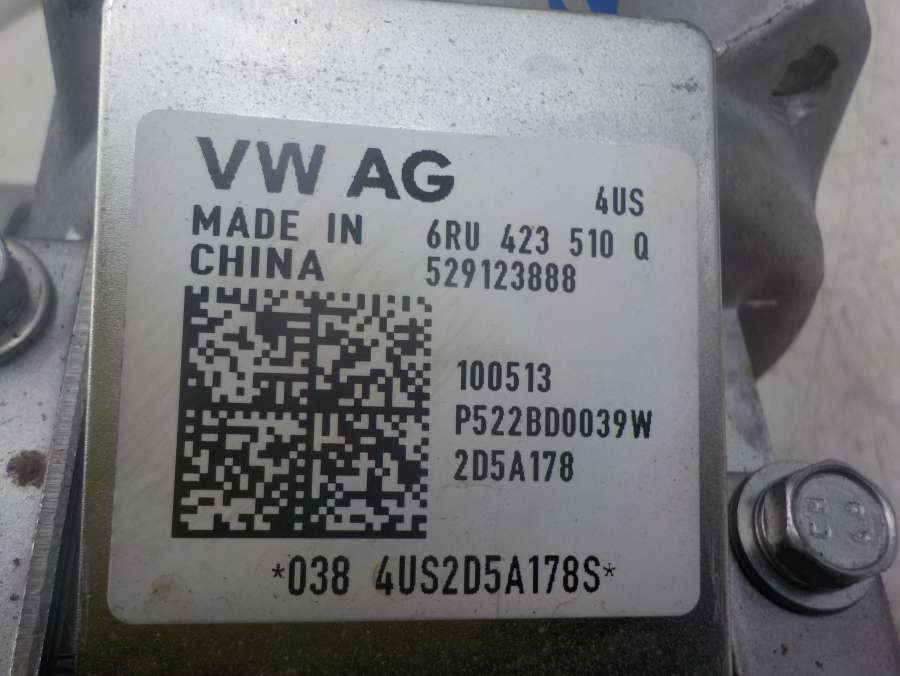 VW AG
4US
MADE IN
CHINA
6RU 423 510 Q
529123888
100513
P522BD0039W
2D5A178
*038 4US2D5A178S*